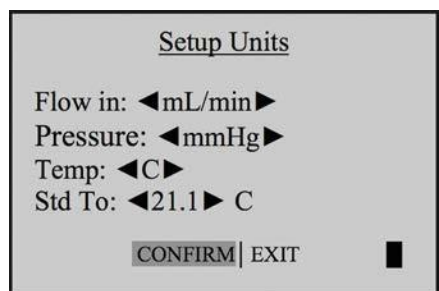 Setup Units
Flow in: ◄mL/min►
Pressure: ◄mmHg►
Temp: ◄C►
Std To: ◄21.1► C
CONFIRM| EXIT